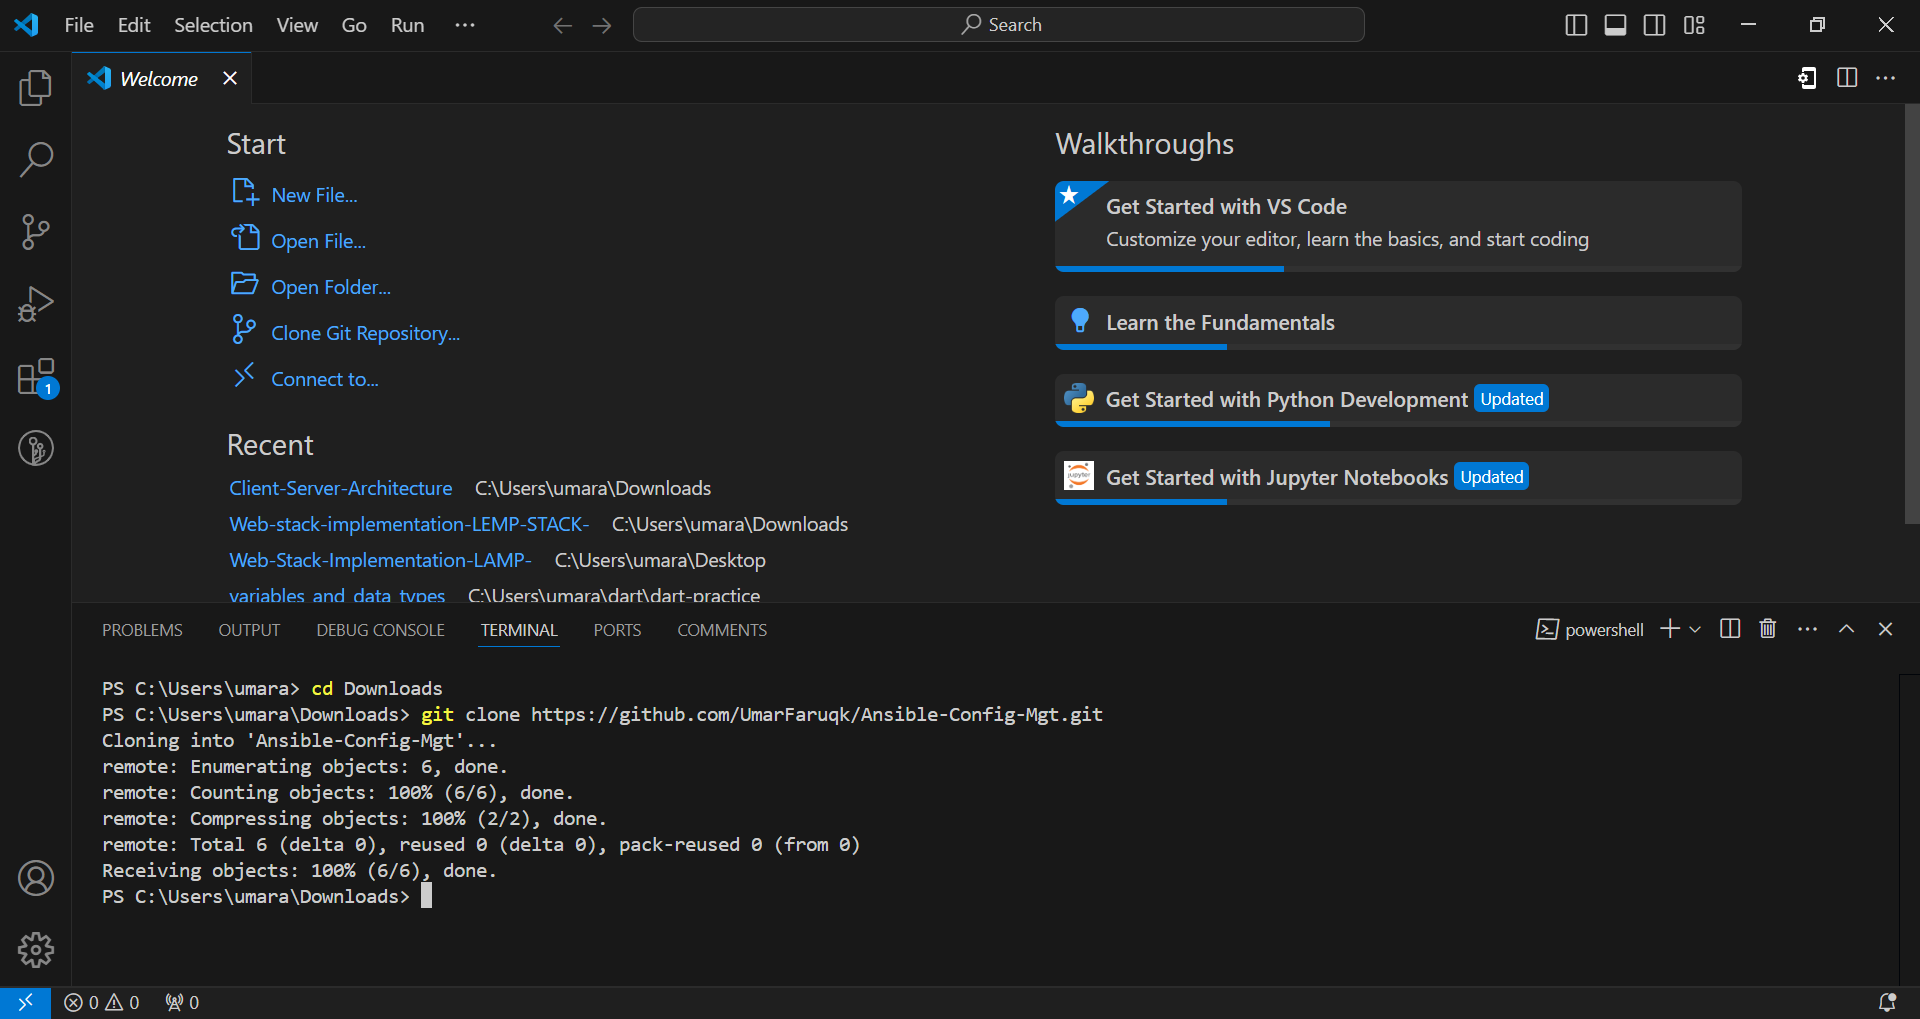 File Edit Selection View Go Run ···
Search
Welcome
Start
New File...
Open File...
Open Folder...
Clone Git Repository...
Connect to...
Recent
Client-Server-Architecture C:\Users\umara\Downloads
Web-stack-implementation-LEMP-STACK- C:\Users\umara\Downloads
Web-Stack-Implementation-LAMP- C:\Users\umara\Desktop
variables_and_data_types C:\Users\umara\dart\dart-practice
Walkthroughs
Get Started with VS Code
Customize your editor, learn the basics, and start coding
Learn the Fundamentals
Get Started with Python Development Updated
jupyter
Get Started with Jupyter Notebooks Updated
1
PROBLEMS OUTPUT DEBUG CONSOLE TERMINAL PORTS COMMENTS
powershell
PS C:\Users\umara> cd Downloads
PS C:\Users\umara\Downloads> git clone https://github.com/UmarFaruqk/Ansible-Config-Mgt.git
Cloning into 'Ansible-Config-Mgt'...
remote: Enumerating objects: 6, done.
remote: Counting objects: 100% (6/6), done.
remote: Compressing objects: 100% (2/2), done.
remote: Total 6 (delta 0), reused 0 (delta 0), pack-reused 0 (from 0)
Receiving objects: 100% (6/6), done.
PS C:\Users\umara\Downloads>
0 0 0